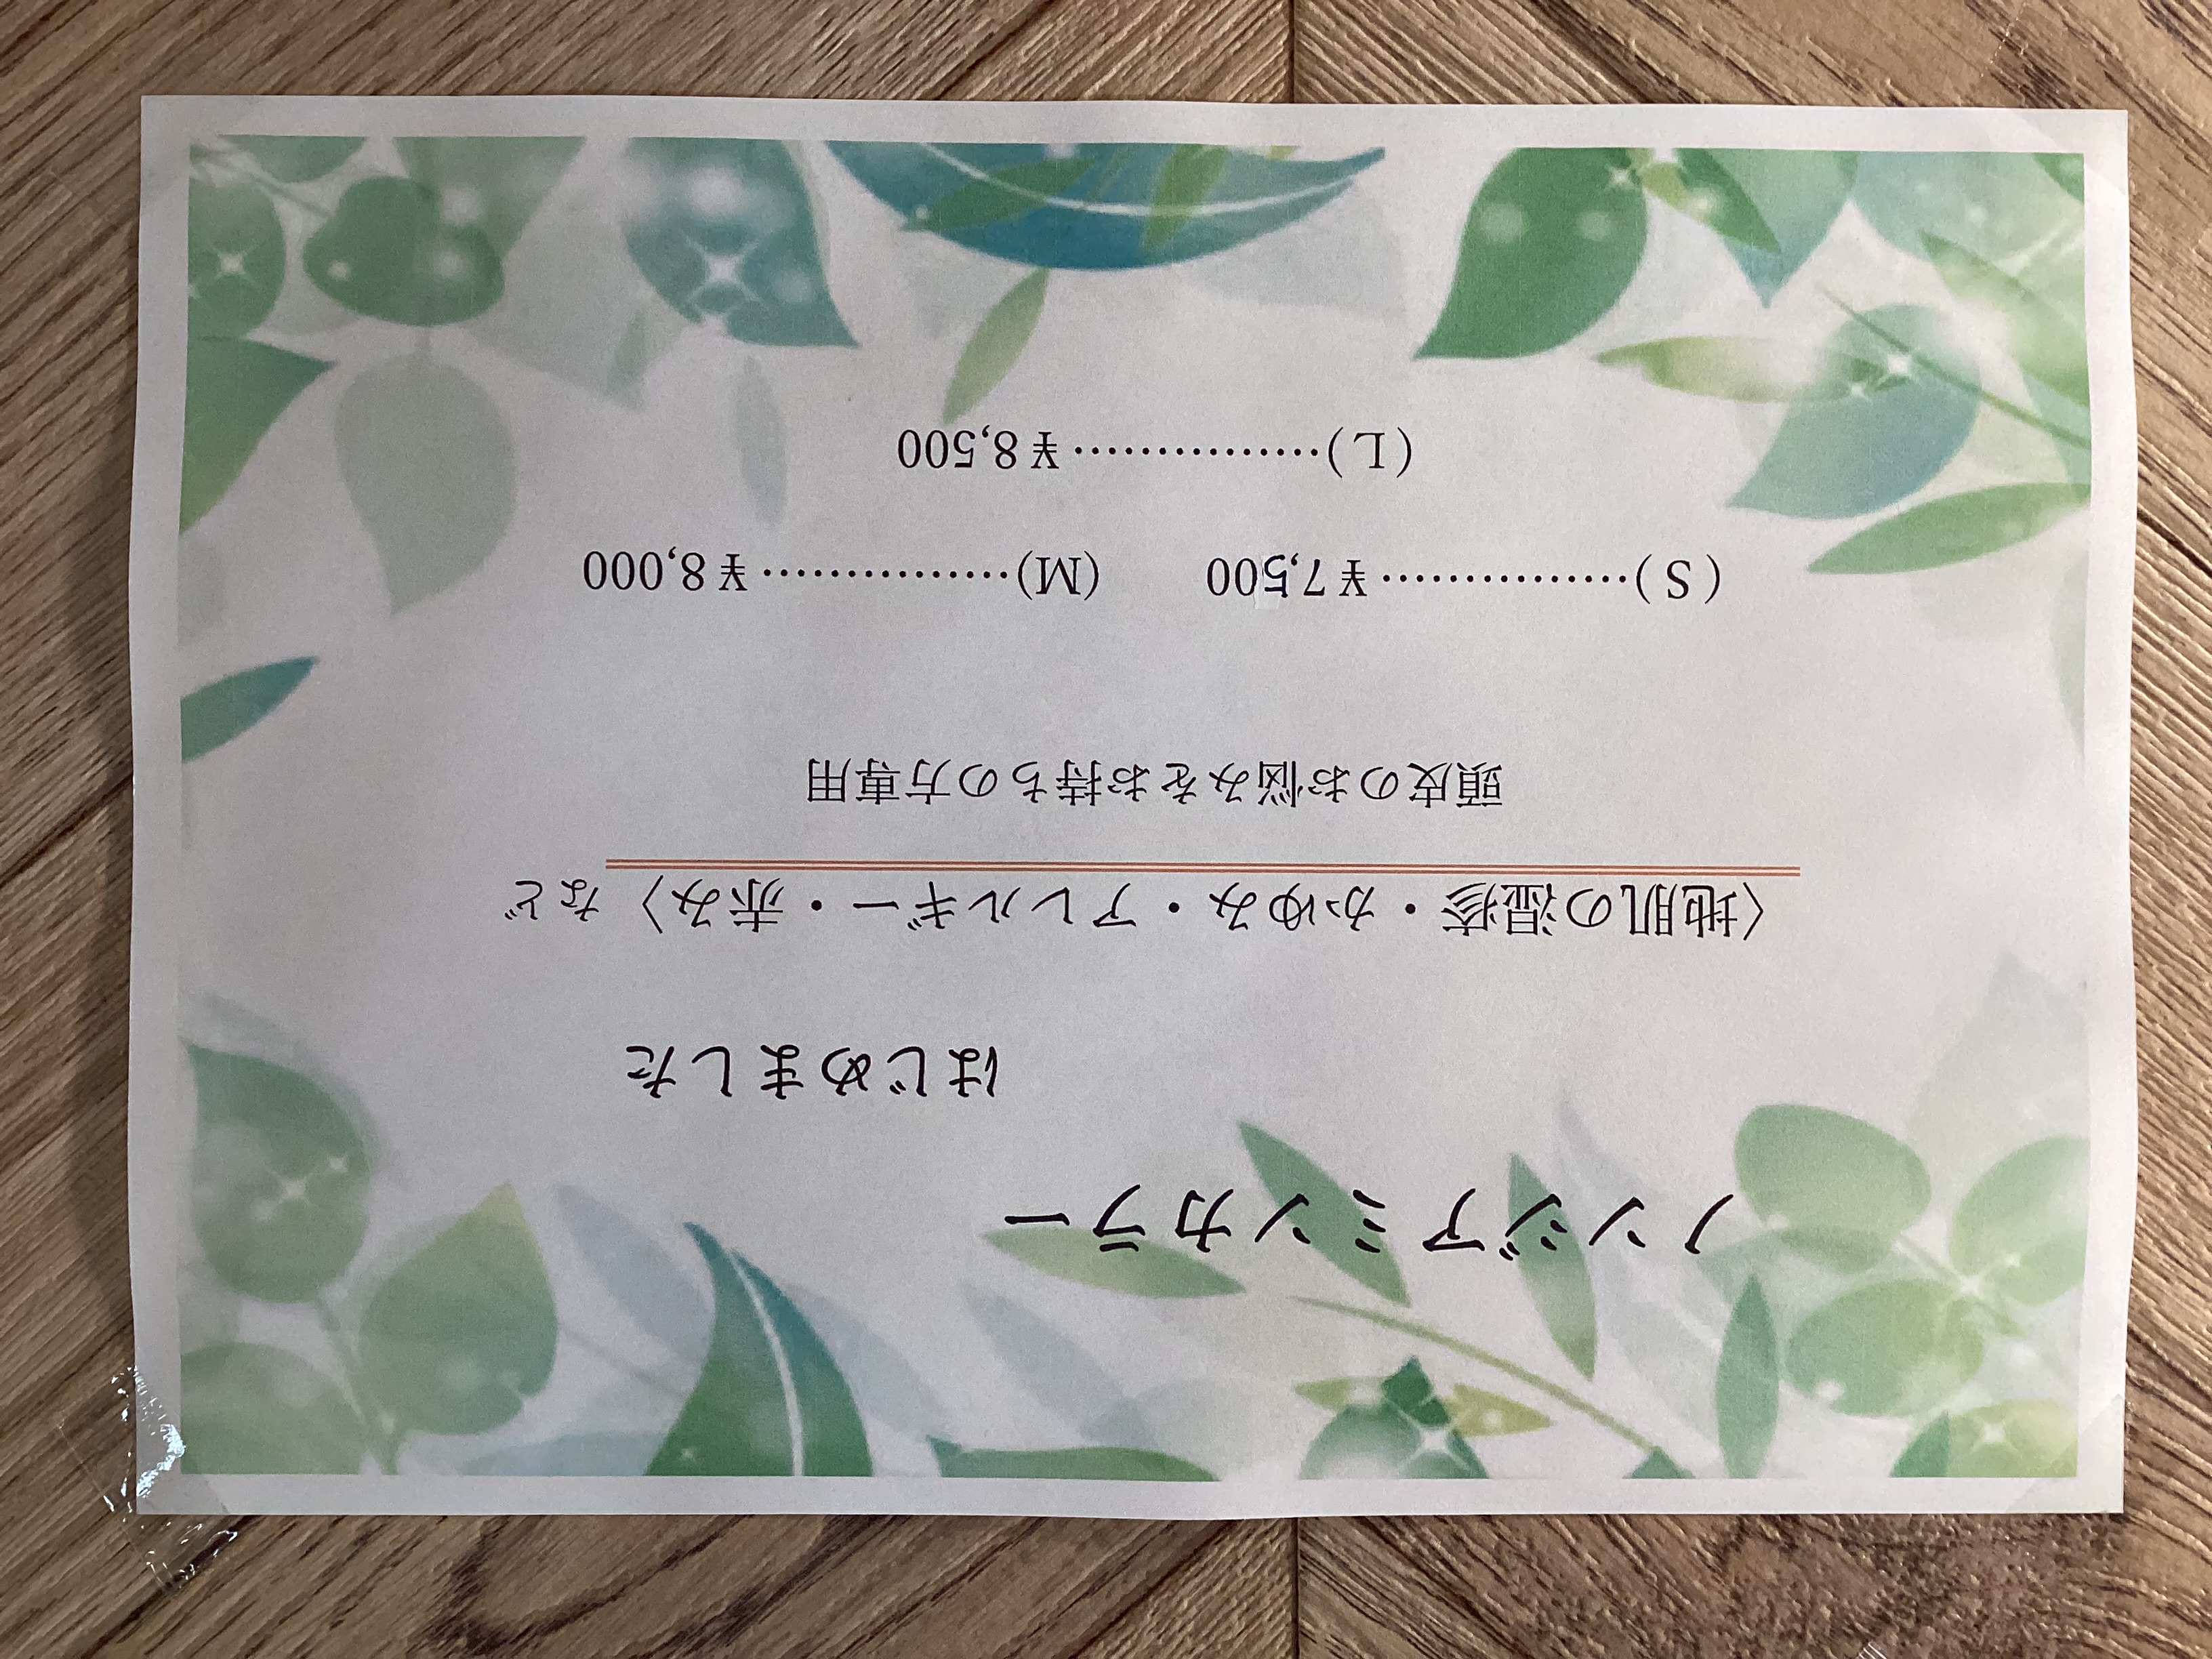 ノンジアミンカラー
はじめました
〈地肌の湿疹・かゆみ・アレルギー・赤み〉など
頭皮のお悩みをお持ちの方専用
(S)……………¥7,500 (M)……………¥8,000
(L)……………¥8,500